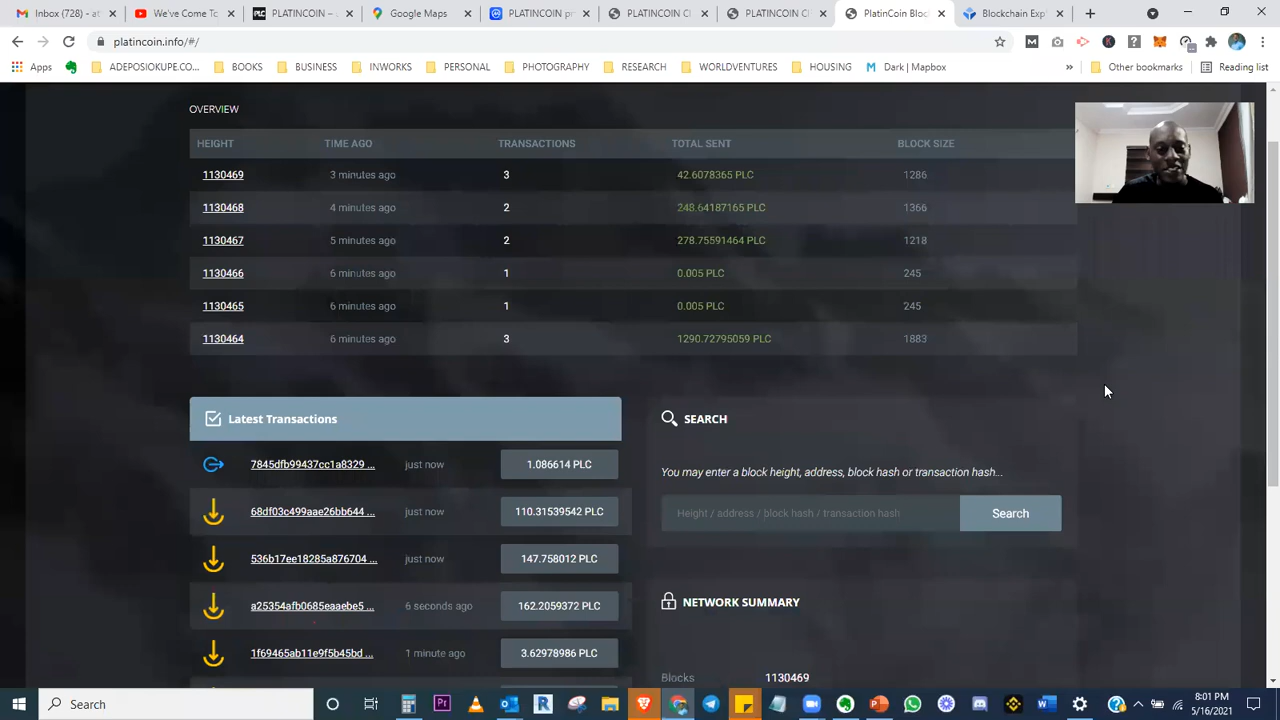 Inbox (728) - at
We've Come To
PLC PLATINCOIN –
Google Maps
PLATINCOIN p
PLATINCOIN Cl
PLATINCOIN Cl
PlatinCoin Bloc
Blockchain Exp
platincoin.info/#/
Apps
ADEPOSIOKUPE.CO...
BOOKS
BUSINESS
INWORKS
PERSONAL
PHOTOGRAPHY
RESEARCH
WORLDVENTURES
HOUSING
Dark | Mapbox
»
Other bookmarks
Reading list
OVERVIEW
HEIGHT TIME AGO TRANSACTIONS TOTAL SENT BLOCK SIZE
1130469 3 minutes ago 3 42.6078365 PLC 1286
1130468 4 minutes ago 2 248.64187165 PLC 1366
1130467 5 minutes ago 2 278.75591464 PLC 1218
1130466 6 minutes ago 1 0.005 PLC 245
1130465 6 minutes ago 1 0.005 PLC 245
1130464 6 minutes ago 3 1290.72795059 PLC 1883
Latest Transactions
7845dfb99437cc1a8329 ... just now 1.086614 PLC
68df03c499aae26bb644 ... just now 110.31539542 PLC
536b17ee18285a876704 ... just now 147.758012 PLC
a25354afb0685eaaebe5 ... 6 seconds ago 162.2059372 PLC
1f69465ab11e9f5b45bd ... 1 minute ago 3.62978986 PLC
SEARCH
You may enter a block height, address, block hash or transaction hash...
Height / address / block hash / transaction hash
Search
NETWORK SUMMARY
Blocks 1130469
Search
8:01 PM
5/16/2021